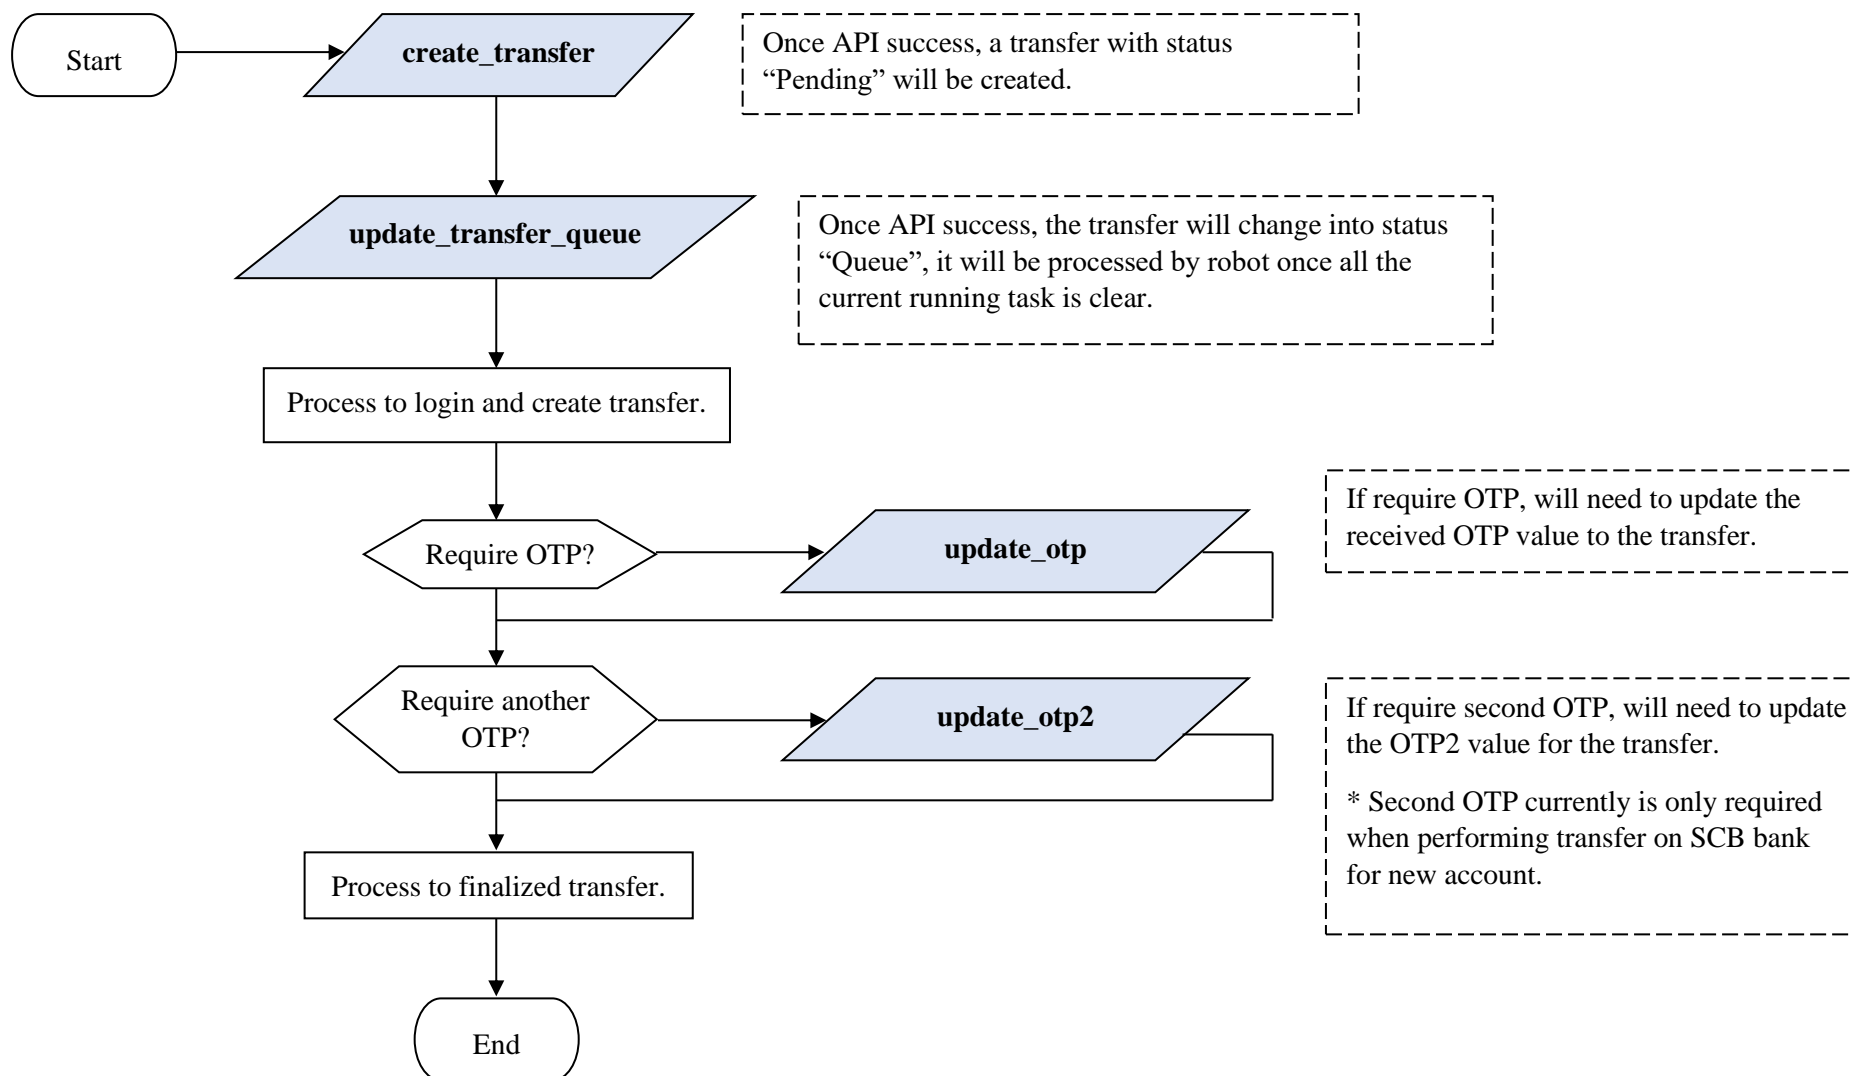 Start
create_transfer
Once API success, a transfer with status
“Pending” will be created.
update_transfer_queue
Once API success, the transfer will change into status
“Queue”, it will be processed by robot once all the
current running task is clear.
Process to login and create transfer.
Require OTP?
update_otp
If require OTP, will need to update the
received OTP value to the transfer.
Require another
OTP?
update_otp2
If require second OTP, will need to update
the OTP2 value for the transfer.
* Second OTP currently is only required
when performing transfer on SCB bank
for new account.
Process to finalized transfer.
End